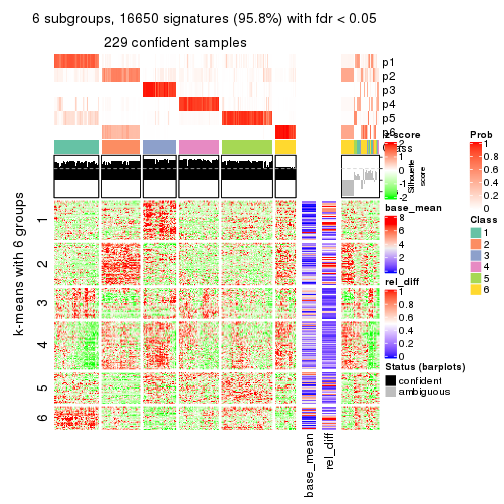 6 subgroups, 16650 signatures (95.8%) with fdr < 0.05
229 confident samples
p1
p2
p3
p4
p5
p6
Class
Silhouette
score
k-means with 6 groups
1
2
3
4
5
6
base_mean
rel_diff
z-score
2
1
0
-1
-2
base_mean
8
6
4
2
0
rel_diff
1
0.8
0.6
0.4
0.2
0
Status (barplots)
confident
ambiguous
Prob
1
0.8
0.6
0.4
0.2
0
Class
1
2
3
4
5
6